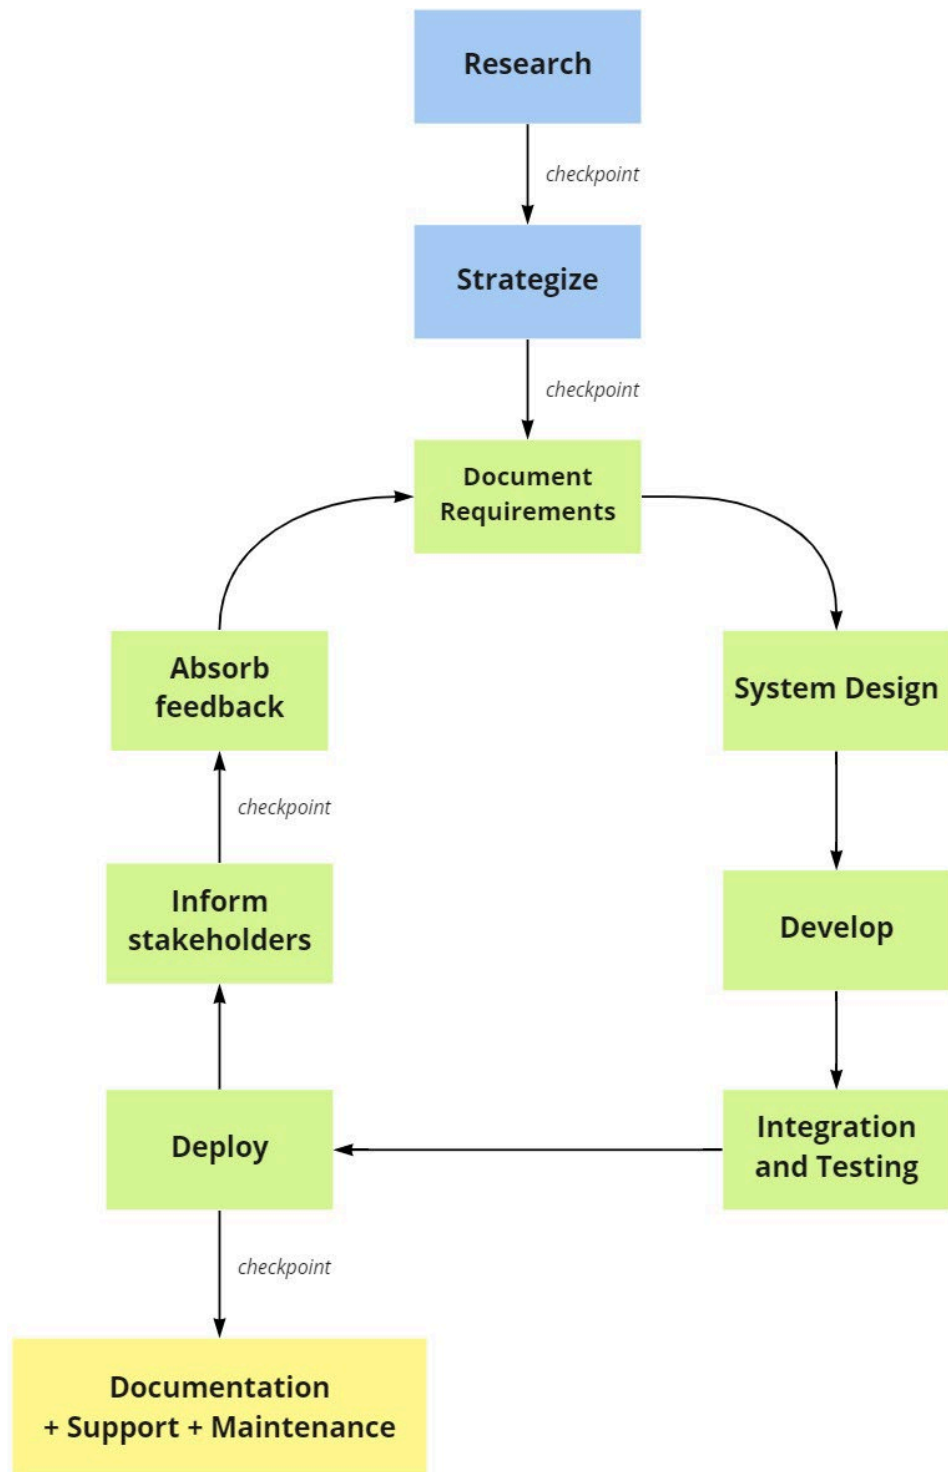 Research
checkpoint
Strategize
checkpoint
Document
Requirements
Absorb
feedback
System Design
checkpoint
Inform
stakeholders
Develop
Deploy
Integration
and Testing
checkpoint
Documentation
+ Support + Maintenance